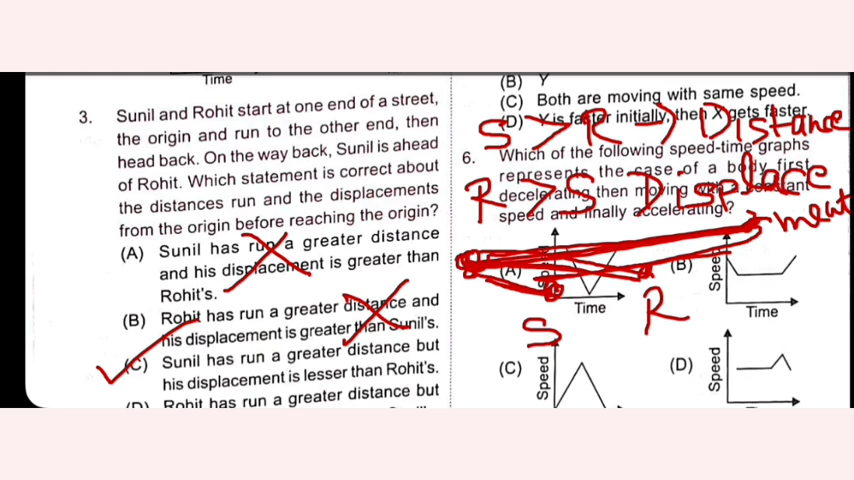 Time
3. Sunil and Rohit start at one end of a street,
the origin and run to the other end, then
head back. On the way back, Sunil is ahead
of Rohit. Which statement is correct about
the distances run and the displacements
from the origin before reaching the origin?
(A) Sunil has run a greater distance
and his displacement is greater than
Rohit's.
(B) Rohit has run a greater distance and
his displacement is greater than Sunil's.
(C) Sunil has run a greater distance but
his displacement is lesser than Rohit's.
(D) Rohit has run a greater distance but
(B) Y
(C) Both are moving with same speed.
(D) Y is faster initially, then X gets faster.
S > R → Distance
6. Which of the following speed-time graphs
represents the case of a body first
decelerating then moving with a constant
speed and finally accelerating?
R > S Displace
ment
(A)
Time
(B) Speed
Time
S
R
(C) Speed
(D) Speed